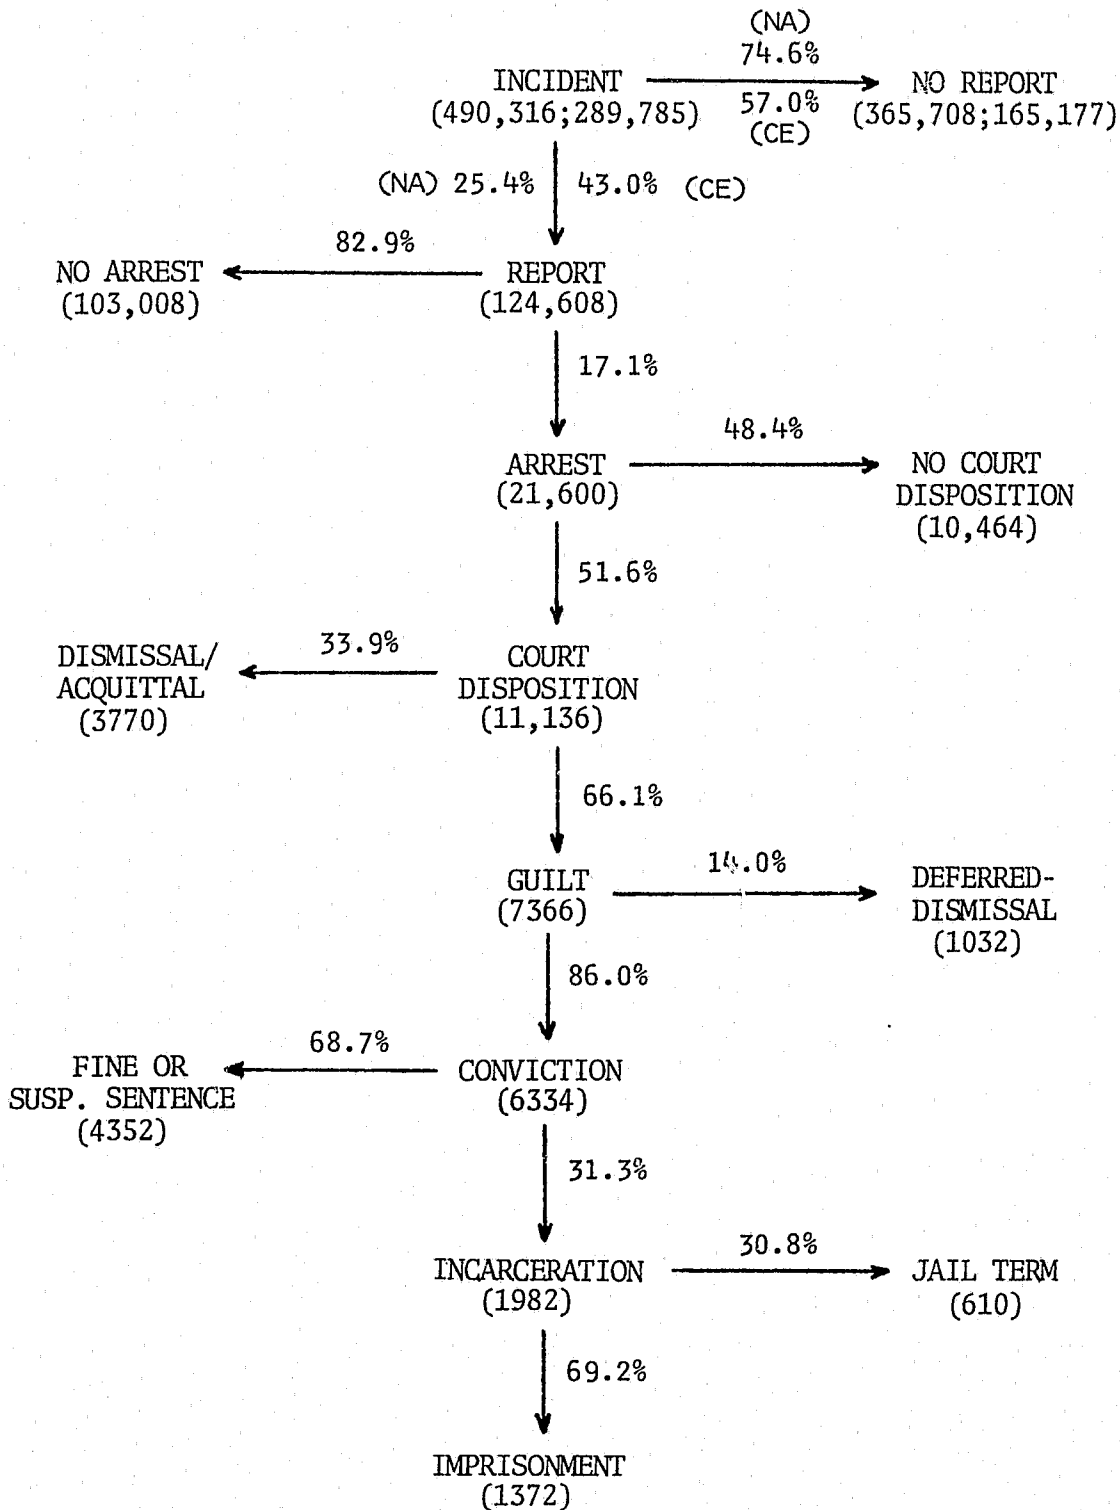 (NA)
74.6%
INCIDENT
(490,316;289,785)
NO REPORT
(365,708;165,177)
57.0%
(CE)
(NA) 25.4%
43.0% (CE)
82.9%
NO ARREST
(103,008)
REPORT
(124,608)
17.1%
48.4%
ARREST
(21,600)
NO COURT
DISPOSITION
(10,464)
51.6%
33.9%
DISMISSAL/
ACQUITTAL
(3770)
COURT
DISPOSITION
(11,136)
66.1%
14.0%
GUILT
(7366)
DEFERRED-
DISMISSAL
(1032)
86.0%
68.7%
FINE OR
SUSP. SENTENCE
(4352)
CONVICTION
(6334)
31.3%
30.8%
INCARCERATION
(1982)
JAIL TERM
(610)
69.2%
IMPRISONMENT
(1372)